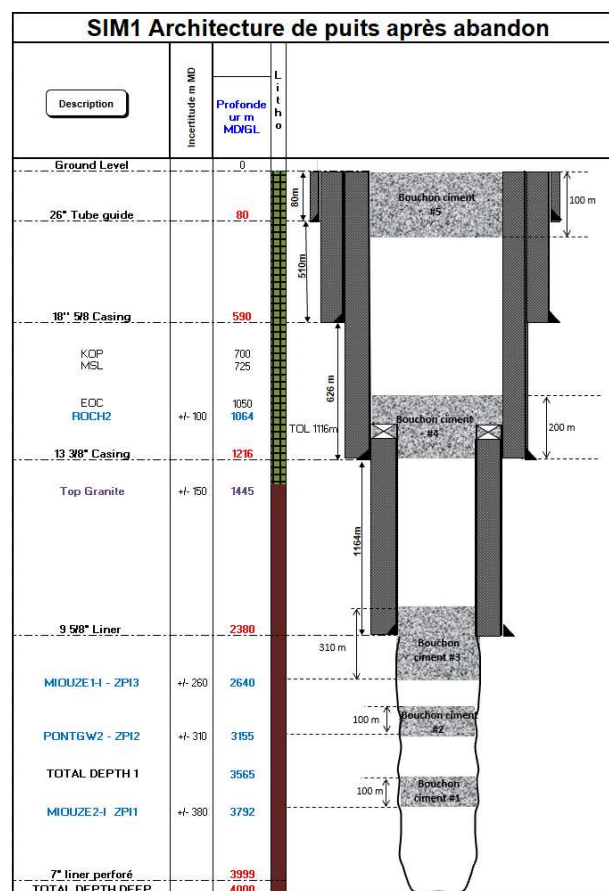 SIM1 Architecture de puits après abandon
Description
Incertitude m MD
Profonde
ur m
MD/GL
L
i
t
h
o
Ground Level 0
26" Tube guide 80
18'' 5/8 Casing 590
KOP 700
MSL 725
EOC 1050
ROCH2 +/- 100 1064
13 3/8" Casing 1216
Top Granite +/- 150 1445
9 5/8" Liner 2380
MIOUZE1-I - ZPI3 +/- 260 2640
PONTGW2 - ZPI2 +/- 310 3155
TOTAL DEPTH 1 3565
MIOUZE2-I ZPI1 +/- 380 3792
7" liner perforé 3999
TOTAL DEPTH DEEP 4000
80m
510m
626 m
TOL 1116m
1164m
310 m
100 m
100 m
Bouchon ciment
#5
100 m
Bouchon ciment
- #4
200 m
Bouchon
ciment #3
Bouchon ciment
#2
Bouchon
ciment #1